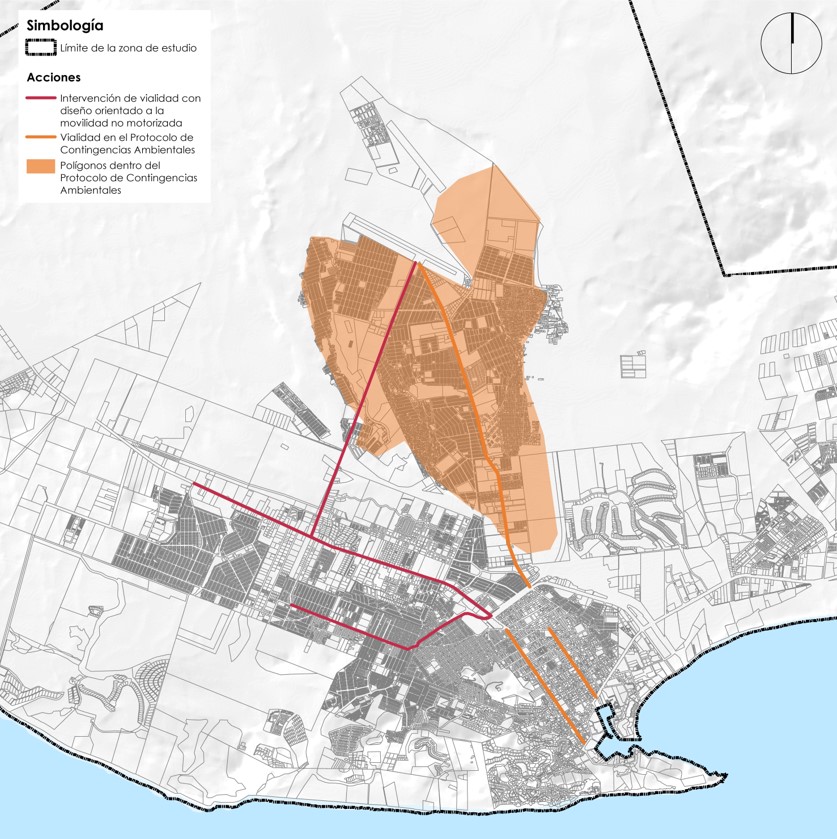 Simbología
Límite de la zona de estudio
Acciones
Intervención de vialidad con
diseño orientado a la
movilidad no motorizada
Vialidad en el Protocolo de
Contingencias Ambientales
Polígonos dentro del
Protocolo de Contingencias
Ambientales